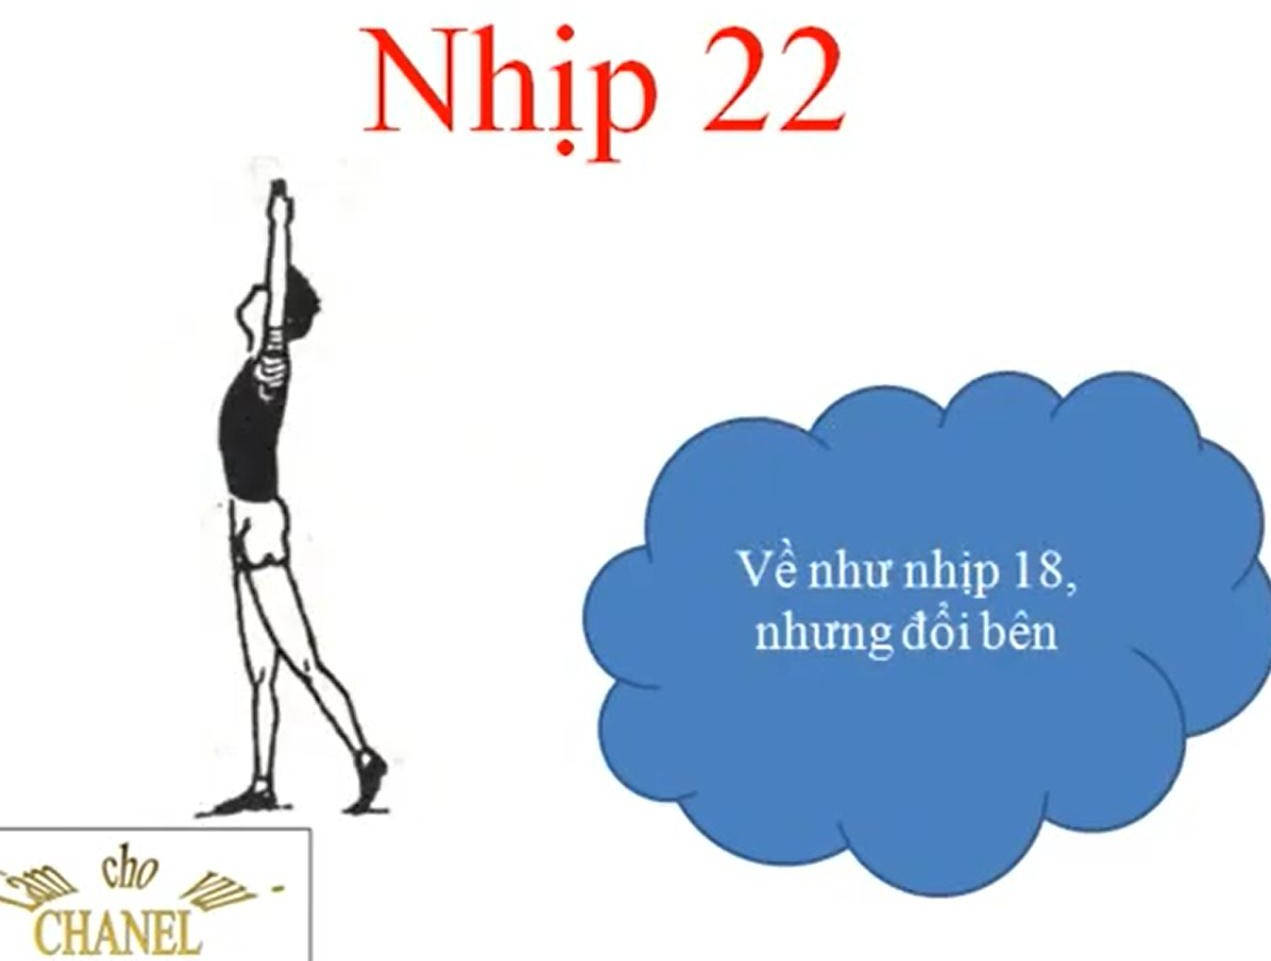 Nhịp 22
Về như nhịp 18,
nhưng đổi bên
cho
CHANEL